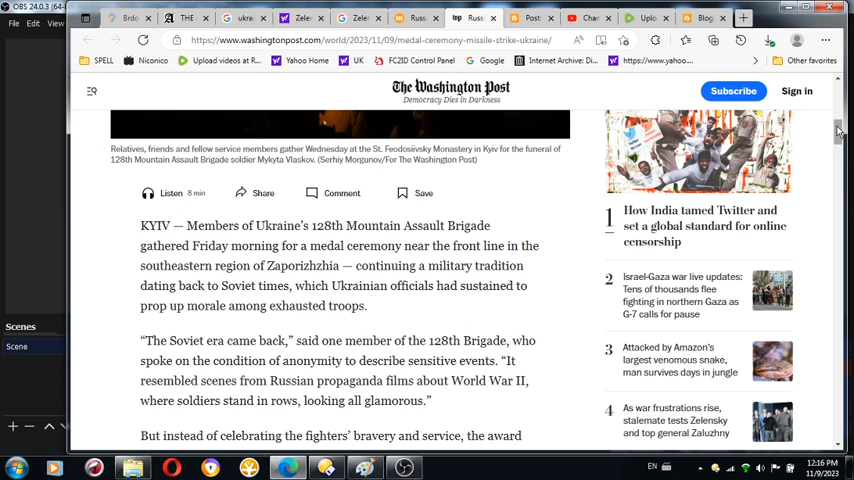 OBS 24.0.3 (64-
File Edit View
Brdo
THE
ukra
Zeler
Zeler
Russi
Russ
Posts
Chan
Uplo
Blog
https://www.washingtonpost.com/world/2023/11/09/medal-ceremony-missile-strike-ukraine/
SPELL
Niconico
Upload videos at R...
Yahoo Home
UK
FC2ID Control Panel
Google
Internet Archive: Di...
https://www.yahoo....
Other favorites
The Washington Post
Democracy Dies in Darkness
Subscribe
Sign in
Relatives, friends and fellow service members gather Wednesday at the St. Feodosiivsky Monastery in Kyiv for the funeral of
128th Mountain Assault Brigade soldier Mykyta Vlaskov. (Serhiy Morgunov/For The Washington Post)
Listen 8 min
Share
Comment
Save
KYIV — Members of Ukraine's 128th Mountain Assault Brigade
gathered Friday morning for a medal ceremony near the front line in the
southeastern region of Zaporizhzhia — continuing a military tradition
dating back to Soviet times, which Ukrainian officials had sustained to
prop up morale among exhausted troops.
“The Soviet era came back,” said one member of the 128th Brigade, who
spoke on the condition of anonymity to describe sensitive events. “It
resembled scenes from Russian propaganda films about World War II,
where soldiers stand in rows, looking all glamorous.”
But instead of celebrating the fighters' bravery and service, the award
1
How India tamed Twitter and
set a global standard for online
censorship
2
Israel-Gaza war live updates:
Tens of thousands flee
fighting in northern Gaza as
G-7 calls for pause
3
Attacked by Amazon's
largest venomous snake,
man survives days in jungle
4
As war frustrations rise,
stalemate tests Zelensky
and top general Zaluzhny
Scenes
Scene
EN
12:16 PM
11/9/2023